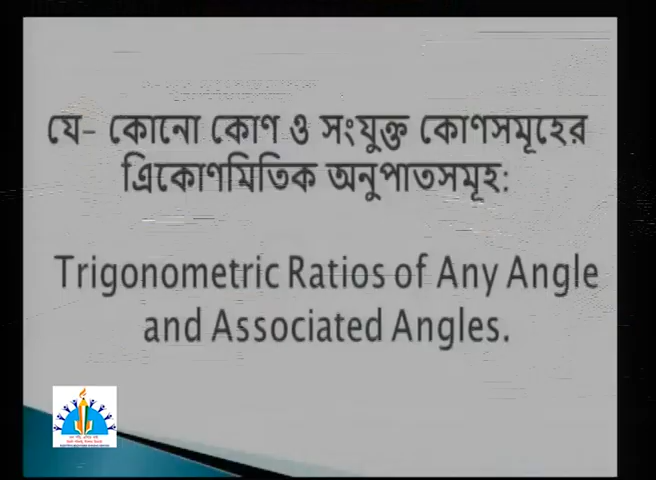 যে- কোনো কোণ ও সংযুক্ত কোণসমূহের
ত্রিকোণমিতিক অনুপাতসমূহ:
Trigonometric Ratios of Any Angle
and Associated Angles.